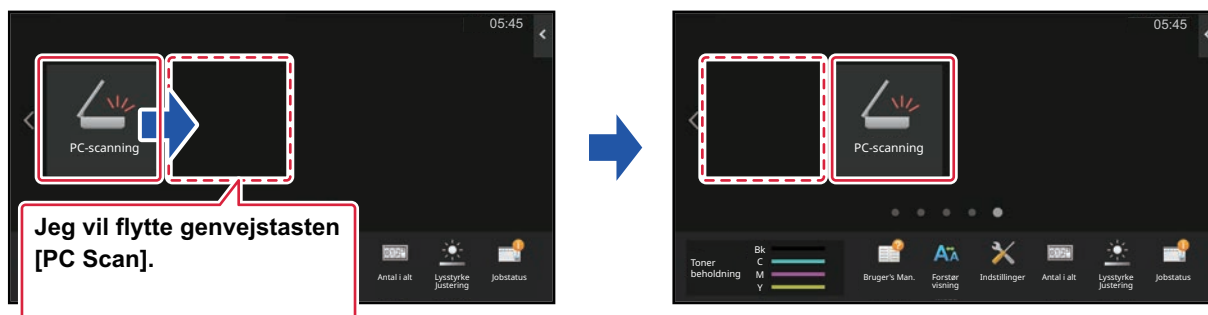 05:45
PC-scanning
Jeg vil flytte genvejstasten
[PC Scan].
Antal i alt
Lysstyrke
Justering
Jobstatus
05:45
PC-scanning
Toner
beholdning
Bk
C
M
Y
Bruger's Man.
Forstør
visning
Indstillinger
Antal i alt
Lysstyrke
Justering
Jobstatus